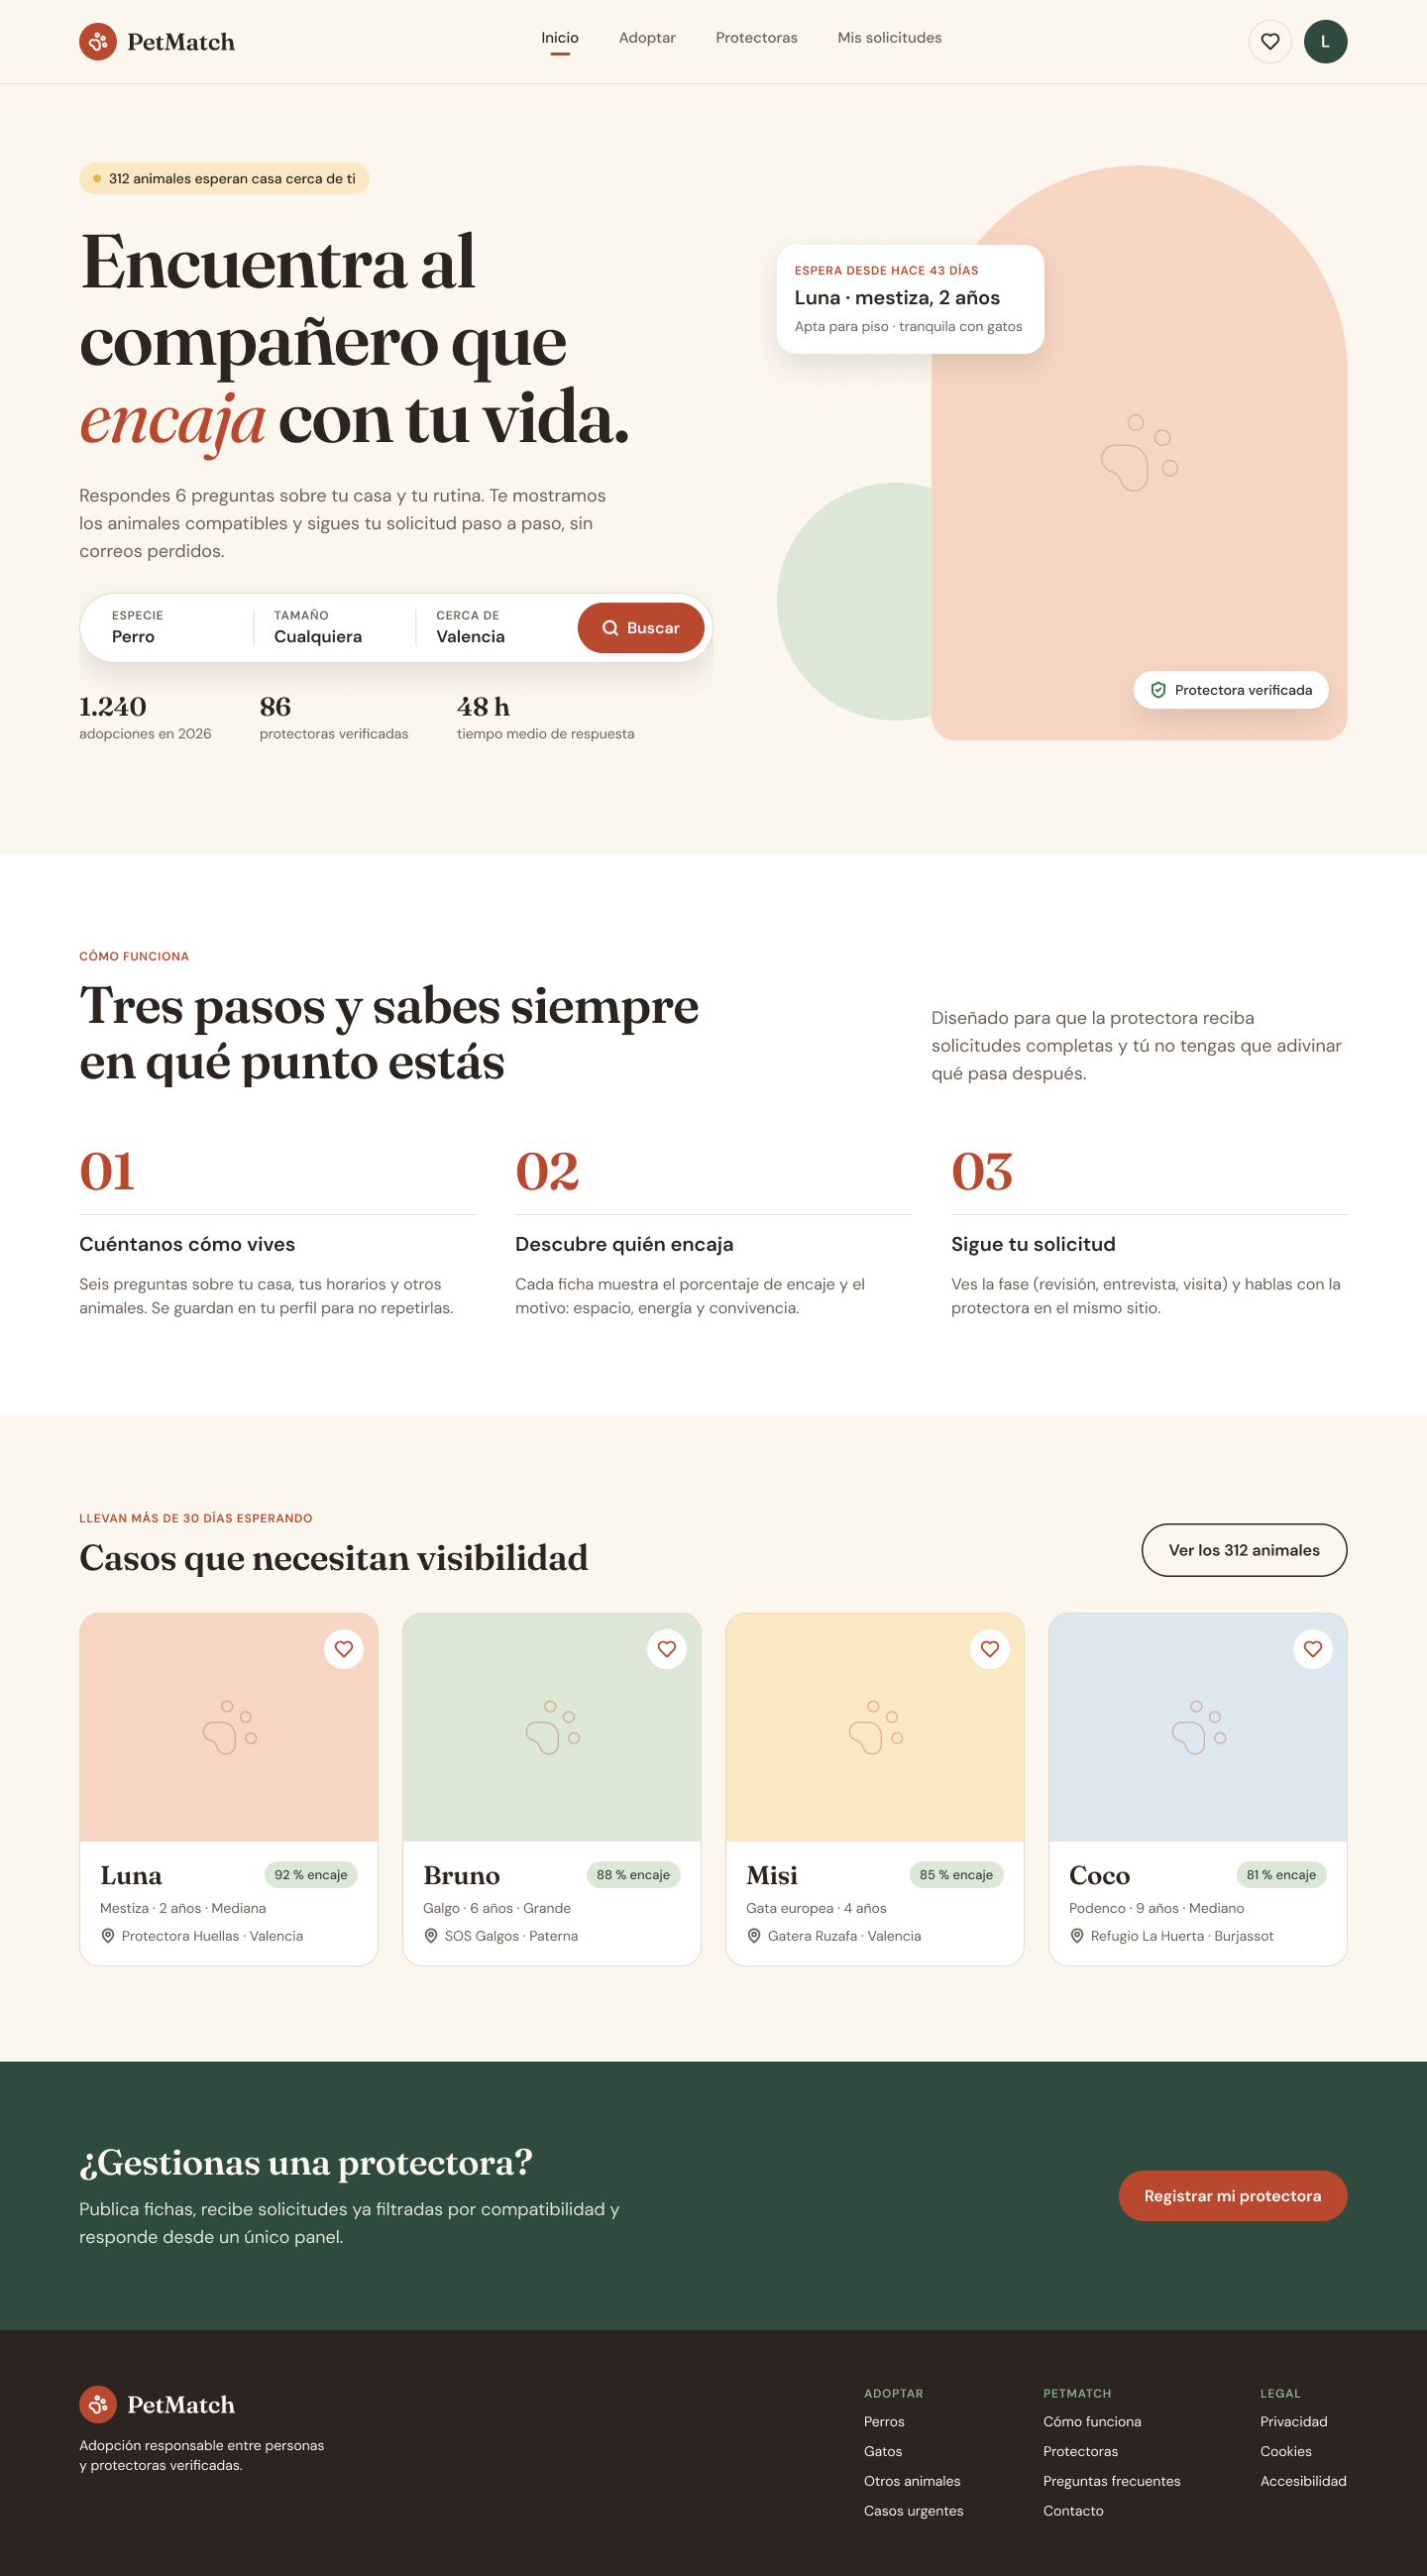 PetMatch
Inicio
Adoptar
Protectoras
Mis solicitudes
L
312 animales esperan casa cerca de ti
Encuentra al
compañero que
encaja con tu vida.
Respondes 6 preguntas sobre tu casa y tu rutina. Te mostramos
los animales compatibles y sigues tu solicitud paso a paso, sin
correos perdidos.
ESPECIE
Perro
TAMAÑO
Cualquiera
CERCA DE
Valencia
Buscar
1.240
adopciones en 2026
86
protectoras verificadas
48 h
tiempo medio de respuesta
ESPERA DESDE HACE 43 DÍAS
Luna · mestiza, 2 años
Apta para piso · tranquila con gatos
Protectora verificada
CÓMO FUNCIONA
Tres pasos y sabes siempre
en qué punto estás
Diseñado para que la protectora reciba
solicitudes completas y tú no tengas que adivinar
qué pasa después.
01
Cuéntanos cómo vives
Seis preguntas sobre tu casa, tus horarios y otros
animales. Se guardan en tu perfil para no repetirlas.
02
Descubre quién encaja
Cada ficha muestra el porcentaje de encaje y el
motivo: espacio, energía y convivencia.
03
Sigue tu solicitud
Ves la fase (revisión, entrevista, visita) y hablas con la
protectora en el mismo sitio.
LLEVAN MÁS DE 30 DÍAS ESPERANDO
Casos que necesitan visibilidad
Ver los 312 animales
Luna
92 % encaje
Mestiza · 2 años · Mediana
Protectora Huellas · Valencia
Bruno
88 % encaje
Galgo · 6 años · Grande
SOS Galgos · Paterna
Misi
85 % encaje
Gata europea · 4 años
Gatera Ruzafa · Valencia
Coco
81 % encaje
Podenco · 9 años · Mediano
Refugio La Huerta · Burjassot
¿Gestionas una protectora?
Publica fichas, recibe solicitudes ya filtradas por compatibilidad y
responde desde un único panel.
Registrar mi protectora
PetMatch
Adopción responsable entre personas
y protectoras verificadas.
ADOPTAR
Perros
Gatos
Otros animales
Casos urgentes
PETMATCH
Cómo funciona
Protectoras
Preguntas frecuentes
Contacto
LEGAL
Privacidad
Cookies
Accesibilidad